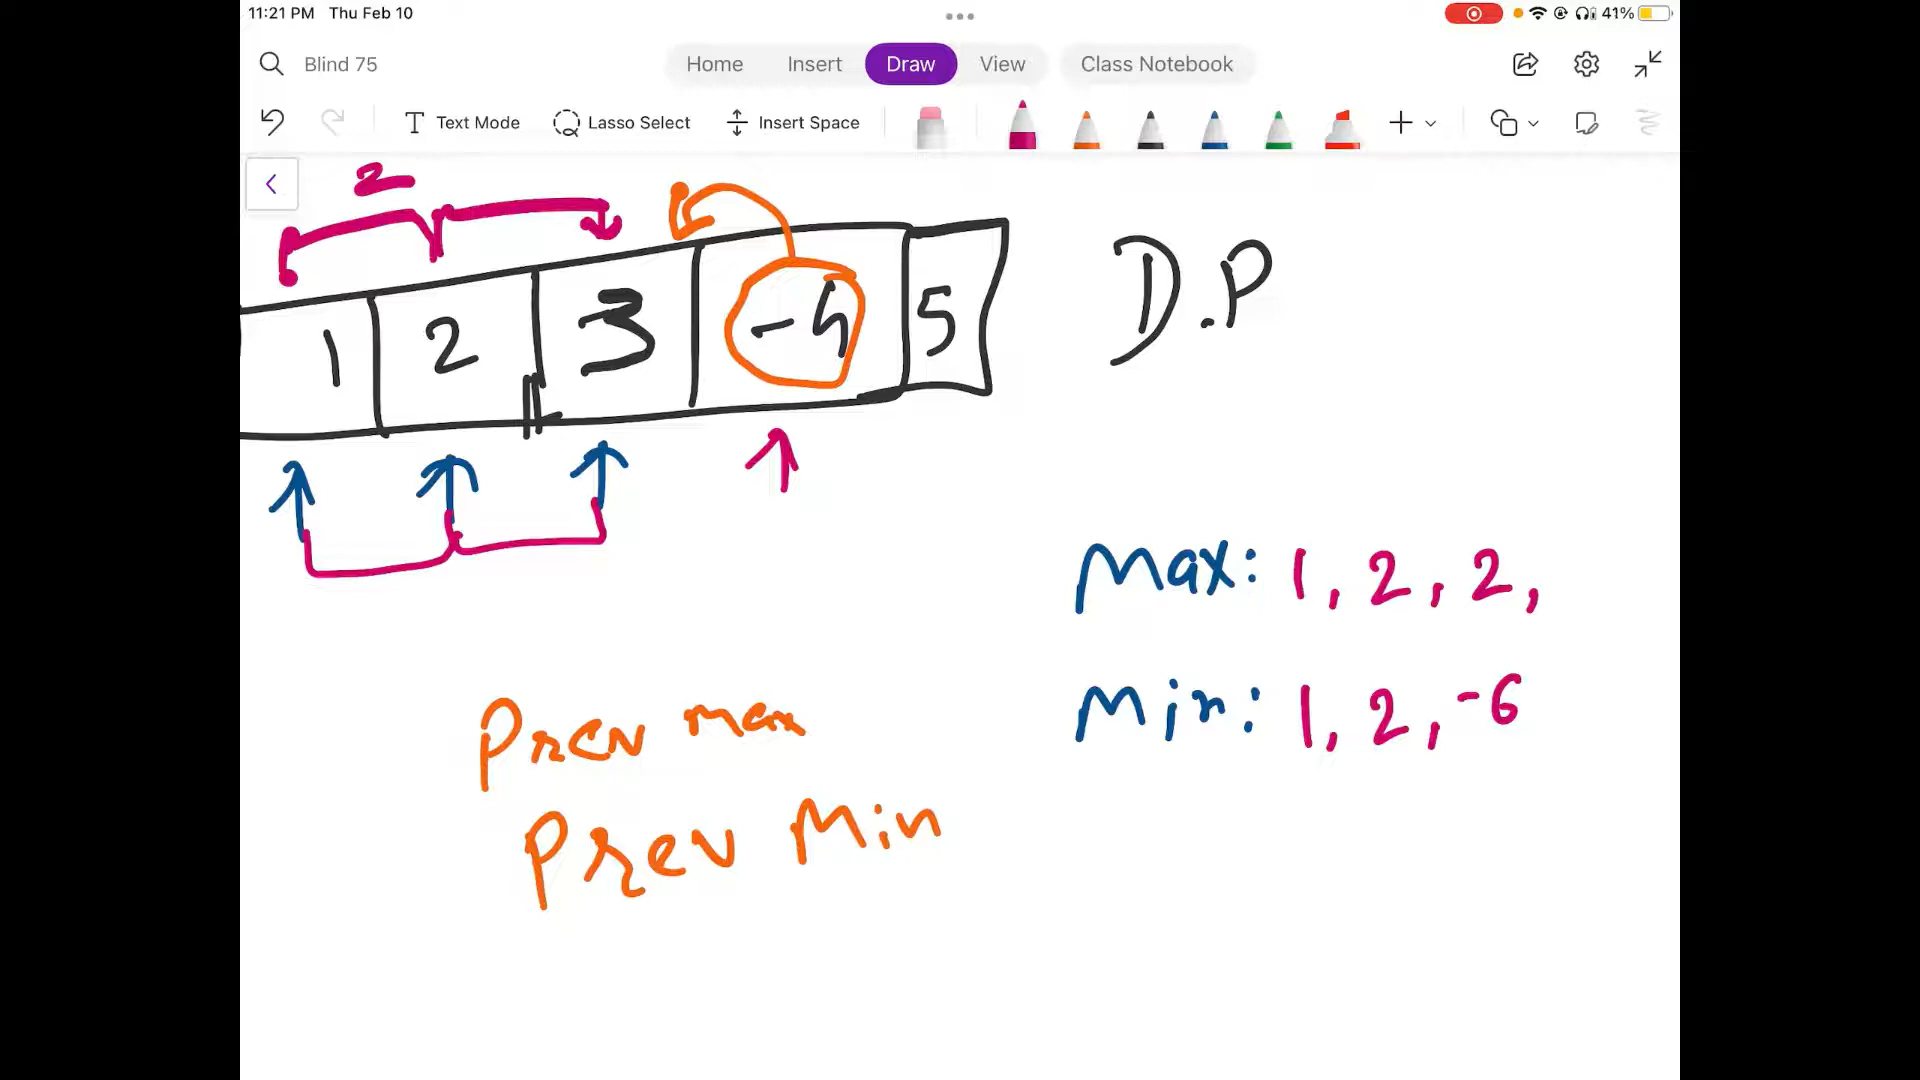 11:21 PM Thu Feb 10 41%
Blind 75 Home Insert Draw View Class Notebook
Text Mode Lasso Select Insert Space
2
1 2 -3 -4 5
D.P
Max: 1, 2, 2,
Min: 1, 2, -6
Prev max
Prev Min